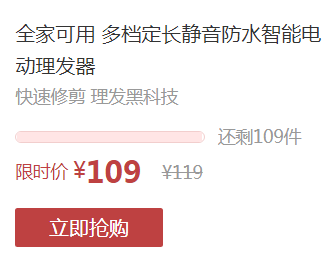 全家可用 多档定长静音防水智能电
动理发器
快速修剪 理发黑科技
还剩109件
限时价 ¥109 ¥119
立即抢购